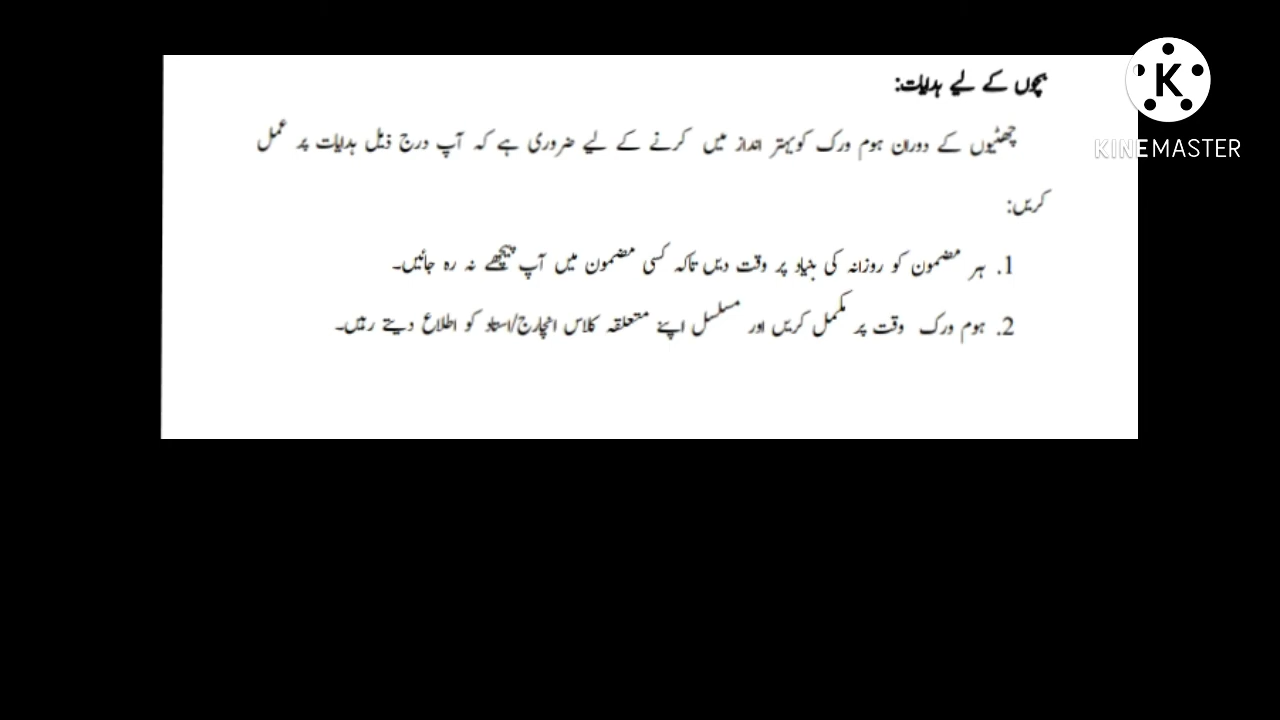 بچوں کے لیے ہدایات:
چھٹیوں کے دوران ہوم ورک کوبہتر انداز میں کرنے کے لیے ضروری ہے کہ آپ درج ذیل ہدایات پر عمل
کریں:
1. ہر مضمون کو روزانہ کی بنیاد پر وقت دیں تاکہ کسی مضمون میں آپ پیچھے نہ رہ جائیں۔
2. ہوم ورک وقت پر مکمل کریں اور مسلسل اپنے متعلقہ کلاس انچارج/استاد کو اطلاع دیتے رہیں۔
K
KINEMASTER